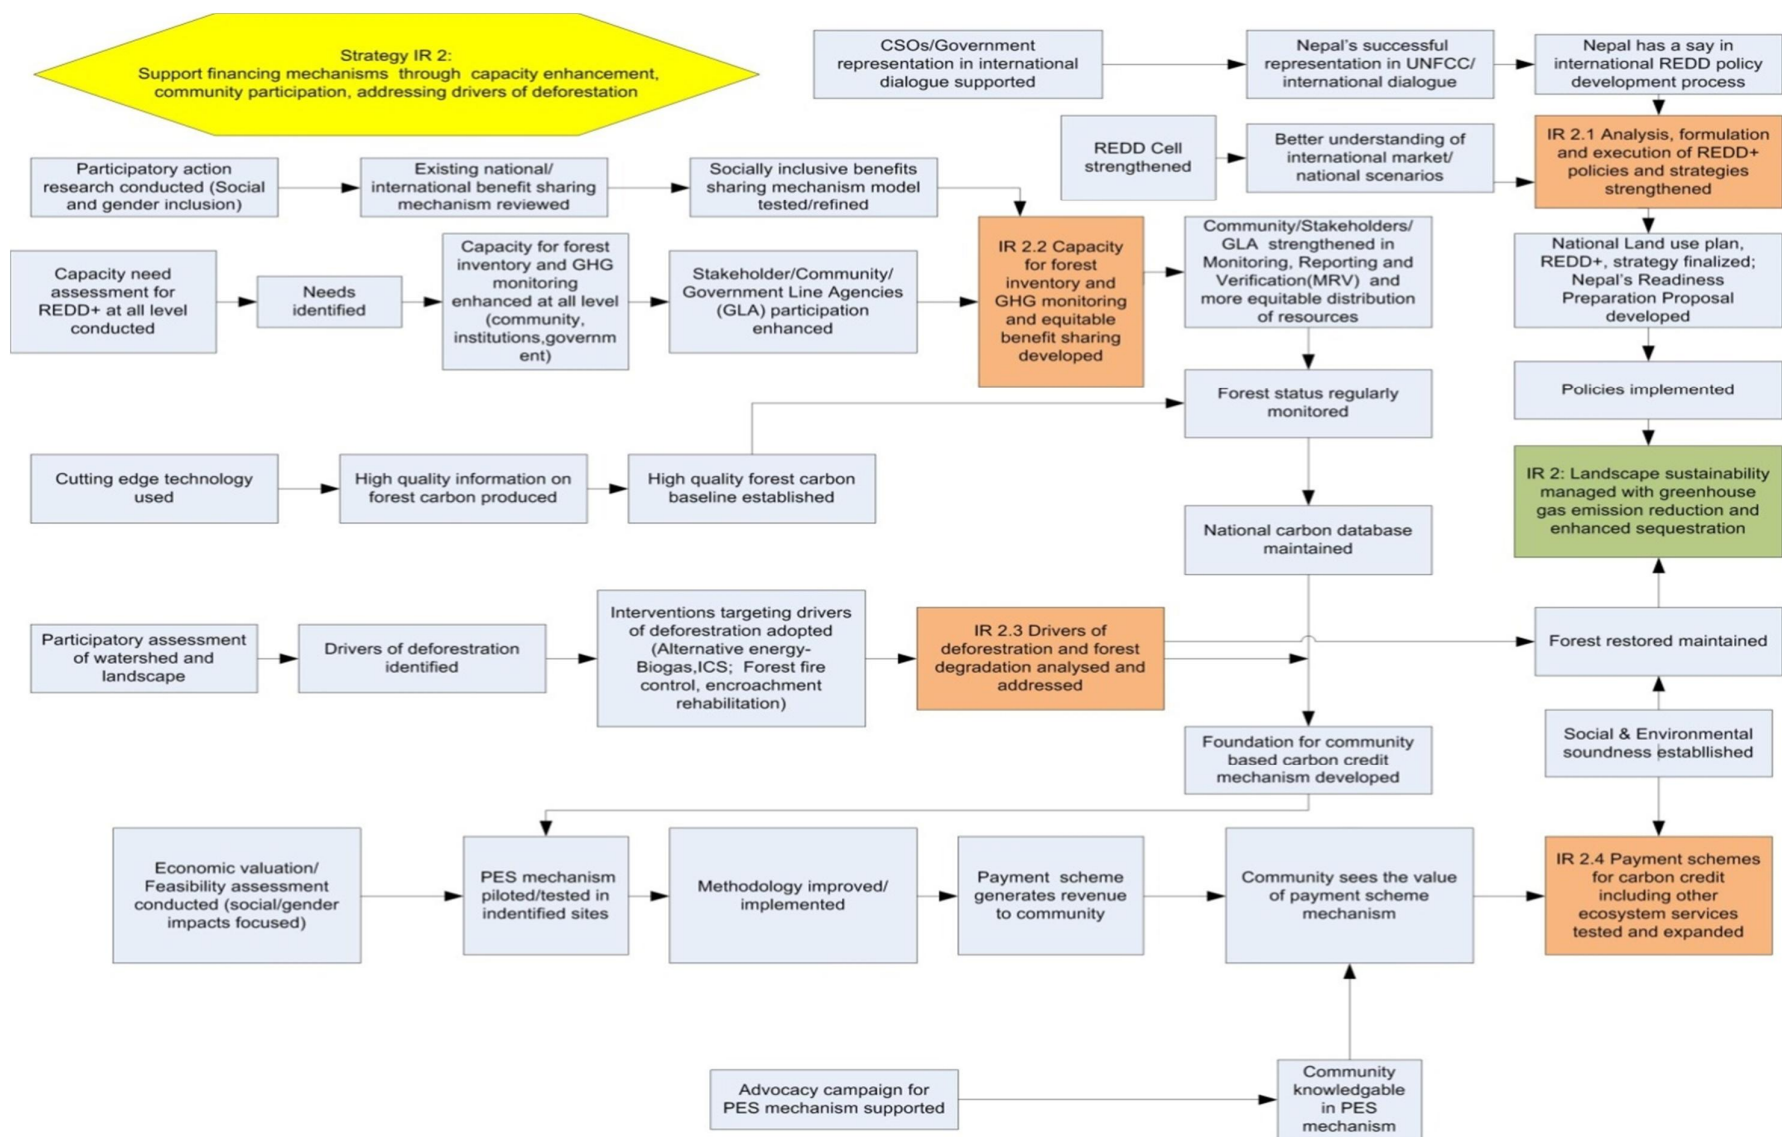 Strategy IR 2:
Support financing mechanisms through capacity enhancement,
community participation, addressing drivers of deforestation
CSOs/Government
representation in international
dialogue supported
Nepal's successful
representation in UNFCC/
international dialogue
Nepal has a say in
international REDD policy
development process
REDD Cell
strengthened
Better understanding of
international market/
national scenarios
IR 2.1 Analysis, formulation
and execution of REDD+
policies and strategies
strengthened
Participatory action
research conducted (Social
and gender inclusion)
Existing national/
international benefit sharing
mechanism reviewed
Socially inclusive benefits
sharing mechanism model
tested/refined
Capacity need
assessment for
REDD+ at all level
conducted
Needs
identified
Capacity for forest
inventory and GHG
monitoring
enhanced at all level
(community,
institutions,governm
ent)
Stakeholder/Community/
Government Line Agencies
(GLA) participation
enhanced
IR 2.2 Capacity
for forest
inventory and
GHG monitoring
and equitable
benefit sharing
developed
Community/Stakeholders/
GLA strengthened in
Monitoring, Reporting and
Verification(MRV) and
more equitable distribution
of resources
National Land use plan,
REDD+, strategy finalized;
Nepal's Readiness
Preparation Proposal
developed
Forest status regularly
monitored
Policies implemented
Cutting edge technology
used
High quality information on
forest carbon produced
High quality forest carbon
baseline established
IR 2: Landscape sustainability
managed with greenhouse
gas emission reduction and
enhanced sequestration
National carbon database
maintained
Participatory assessment
of watershed and
landscape
Drivers of deforestration
identified
Interventions targeting drivers
of deforestration adopted
(Alternative energy-
Biogas,ICS; Forest fire
control, encroachment
rehabilitation)
IR 2.3 Drivers of
deforestration and forest
degradation analysed and
addressed
Forest restored maintained
Foundation for community
based carbon credit
mechanism developed
Social & Environmental
soundness establlished
Economic valuation/
Feasibility assessment
conducted (social/gender
impacts focused)
PES mechanism
piloted/tested in
indentified sites
Methodology improved/
implemented
Payment scheme
generates revenue
to community
Community sees the value
of payment scheme
mechanism
IR 2.4 Payment schemes
for carbon credit
including other
ecosystem services
tested and expanded
Advocacy campaign for
PES mechanism supported
Community
knowledgable
in PES
mechanism